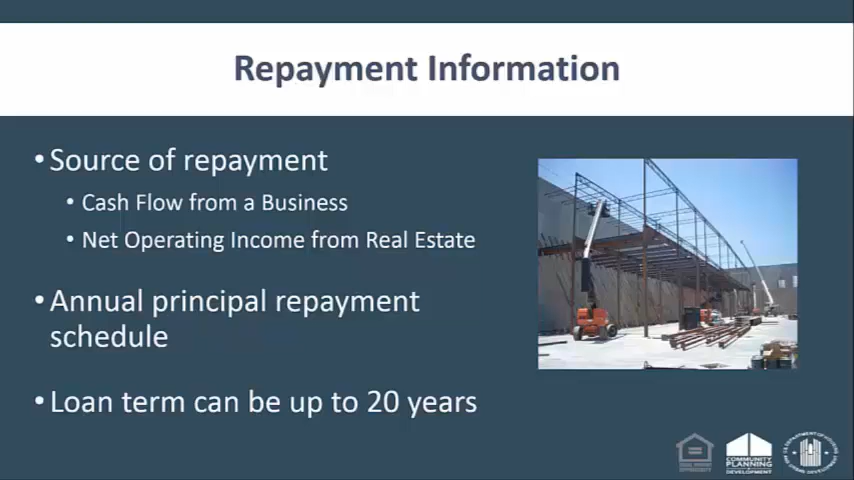 Repayment Information
• Source of repayment
• Cash Flow from a Business
• Net Operating Income from Real Estate
• Annual principal repayment
schedule
• Loan term can be up to 20 years
COMMUNITY
PLANNING
DEVELOPMENT